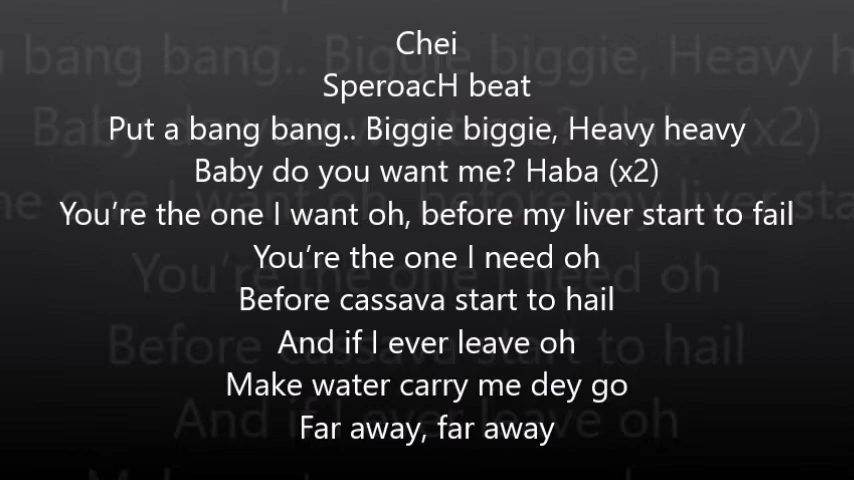 Chei
SperoacH beat
Put a bang bang.. Biggie biggie, Heavy heavy
Baby do you want me? Haba (x2)
You’re the one I want oh, before my liver start to fail
You’re the one I need oh
Before cassava start to hail
And if I ever leave oh
Make water carry me dey go
Far away, far away